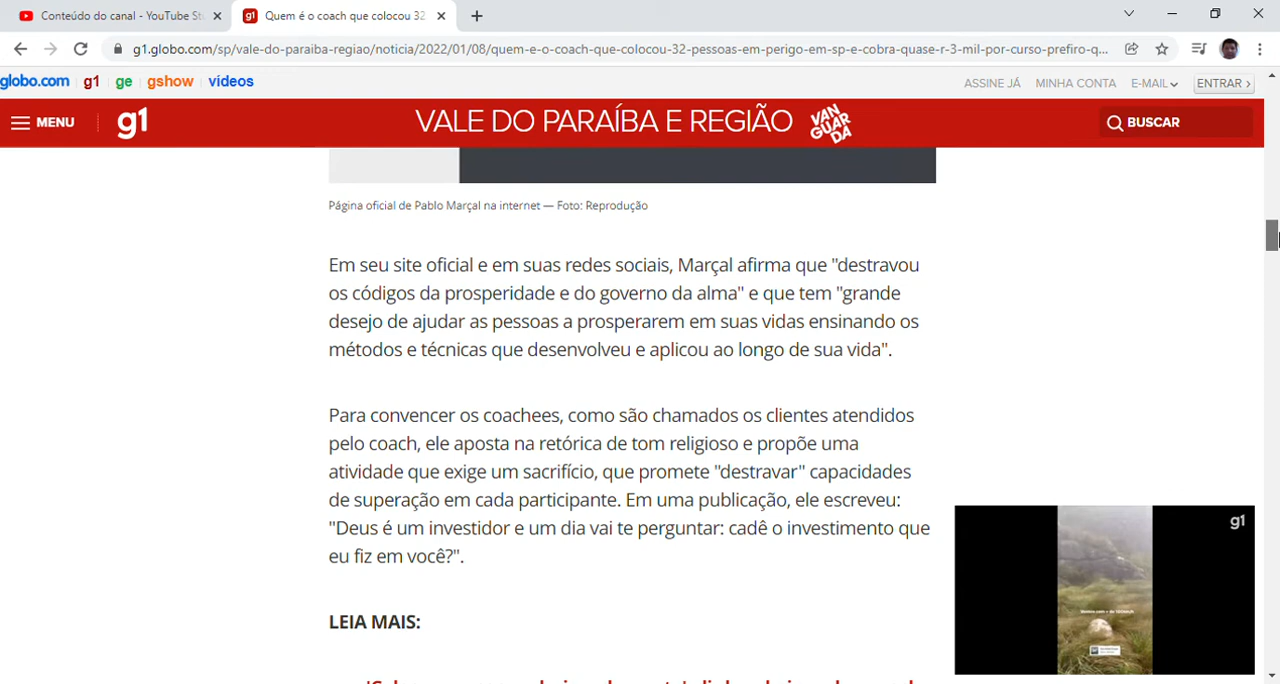 Conteúdo do canal - YouTube St
Quem é o coach que colocou 32
g1.globo.com/sp/vale-do-paraiba-regiao/noticia/2022/01/08/quem-e-o-coach-que-colocou-32-pessoas-em-perigo-em-sp-e-cobra-quase-r-3-mil-por-curso-prefiro-q...
globo.com g1 ge gshow videos ASSINE JÁ MINHA CONTA E-MAIL ENTRAR ›
MENU g1 VALE DO PARAÍBA E REGIÃO VAN GUAR DA BUSCAR
Página oficial de Pablo Marçal na internet — Foto: Reprodução
Em seu site oficial e em suas redes sociais, Marçal afirma que "destravou
os códigos da prosperidade e do governo da alma" e que tem "grande
desejo de ajudar as pessoas a prosperarem em suas vidas ensinando os
métodos e técnicas que desenvolveu e aplicou ao longo de sua vida".
Para convencer os coachees, como são chamados os clientes atendidos
pelo coach, ele aposta na retórica de tom religioso e propõe uma
atividade que exige um sacrifício, que promete "destravar" capacidades
de superação em cada participante. Em uma publicação, ele escreveu:
"Deus é um investidor e um dia vai te perguntar: cadê o investimento que
eu fiz em você?".
g1
LEIA MAIS: